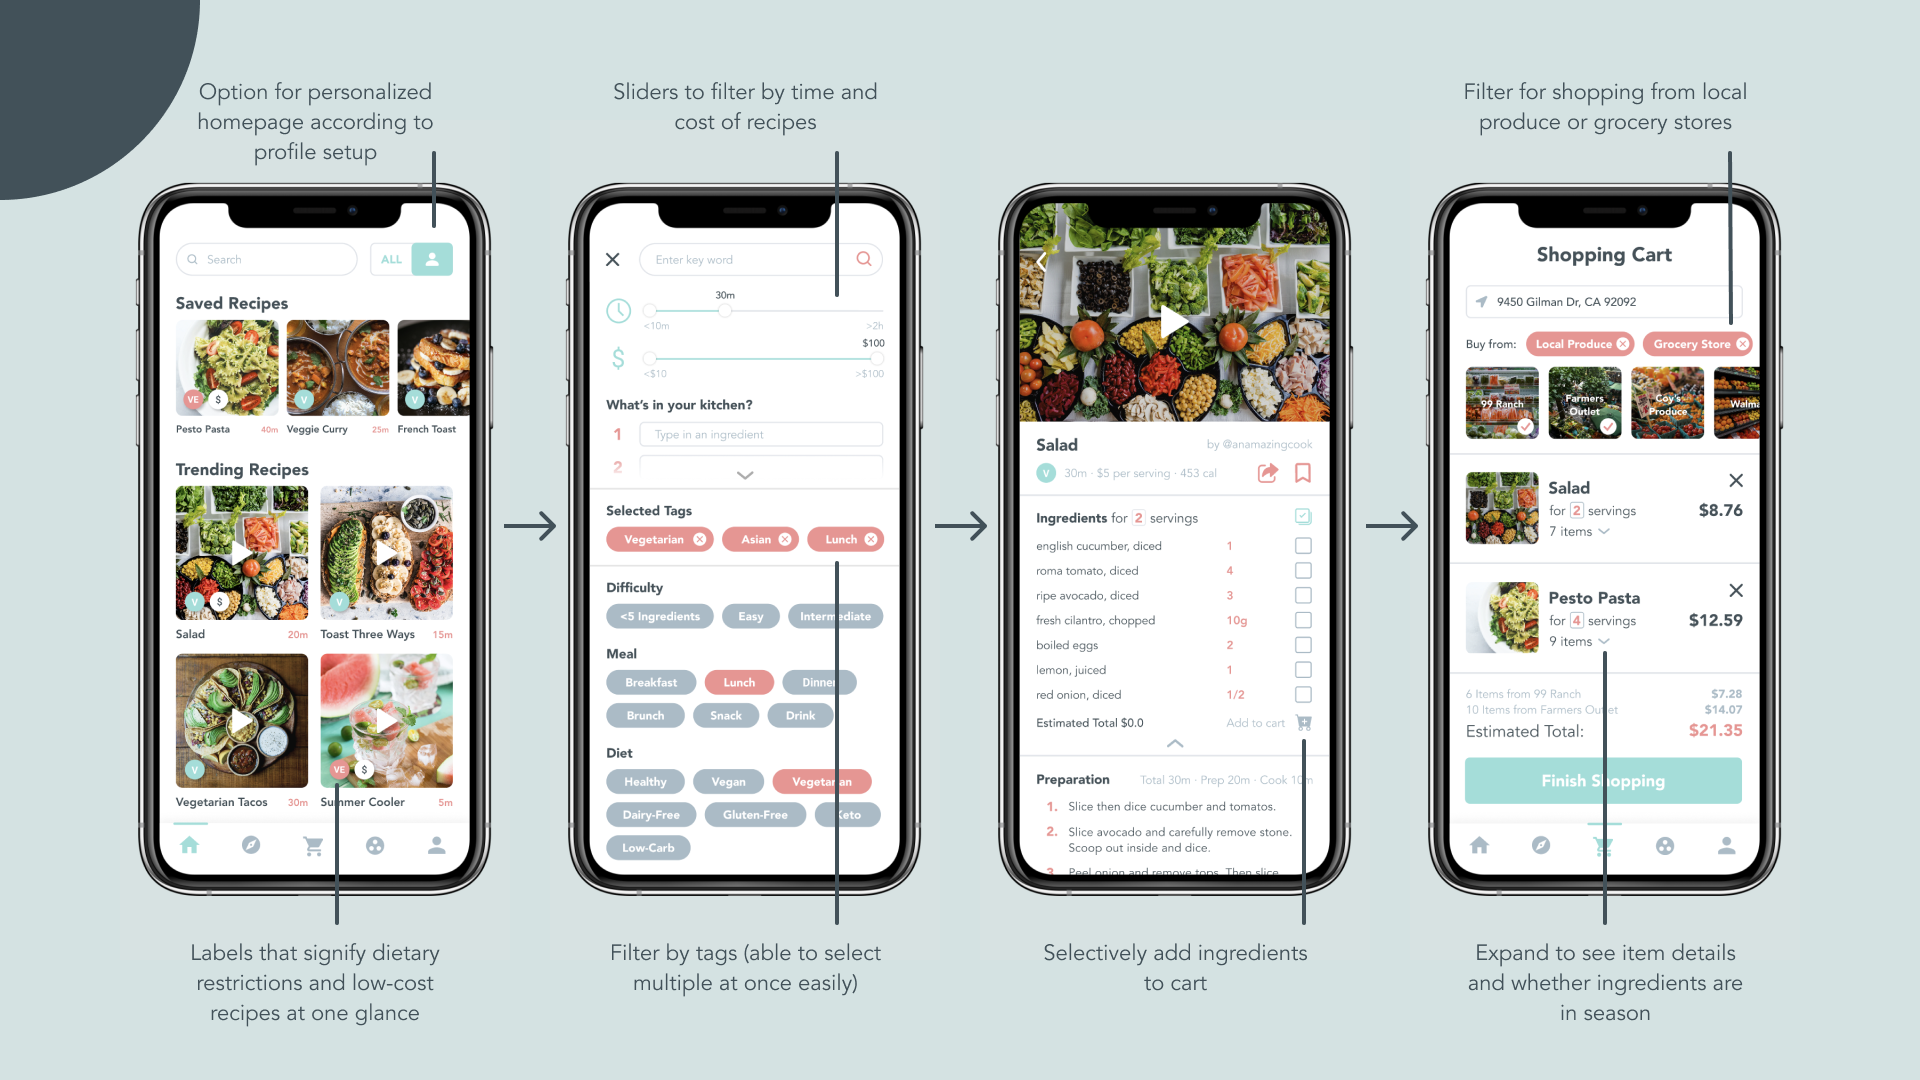 Option for personalized
homepage according to
profile setup
Search
ALL
Saved Recipes
VE
$
V
V
Pesto Pasta 40m
Veggie Curry 25m
French Toast
Trending Recipes
V
$
V
Salad 20m
Toast Three Ways 15m
V
VE
$
Vegetarian Tacos 30m
Summer Cooler 5m
Labels that signify dietary
restrictions and low-cost
recipes at one glance
Sliders to filter by time and
cost of recipes
Enter key word
30m
<10m >2h
$100
$
<$10 >$100
What's in your kitchen?
1 Type in an ingredient
2
Selected Tags
Vegetarian Asian Lunch
Difficulty
<5 Ingredients Easy Intermediate
Meal
Breakfast Lunch Dinner
Brunch Snack Drink
Diet
Healthy Vegan Vegetarian
Dairy-Free Gluten-Free Keto
Low-Carb
Filter by tags (able to select
multiple at once easily)
Salad by @anamazingcook
V 30m · $5 per serving · 453 cal
Ingredients for 2 servings
english cucumber, diced 1
roma tomato, diced 4
ripe avocado, diced 3
fresh cilantro, chopped 10g
boiled eggs 2
lemon, juiced 1
red onion, diced 1/2
Estimated Total $0.0 Add to cart
Preparation Total 30m · Prep 20m · Cook 10m
1. Slice then dice cucumber and tomatos.
2. Slice avocado and carefully remove stone.
Scoop out inside and dice.
3. Peel onion and remove tops. Then slice
Selectively add ingredients
to cart
Filter for shopping from local
produce or grocery stores
Shopping Cart
9450 Gilman Dr, CA 92092
Buy from: Local Produce Grocery Store
99 Ranch
Farmers
Outlet
Coy's
Produce
Walma
Salad
for 2 servings $8.76
7 items
Pesto Pasta
for 4 servings $12.59
9 items
6 Items from 99 Ranch $7.28
10 Items from Farmers Outlet $14.07
Estimated Total: $21.35
Finish Shopping
Expand to see item details
and whether ingredients are
in season